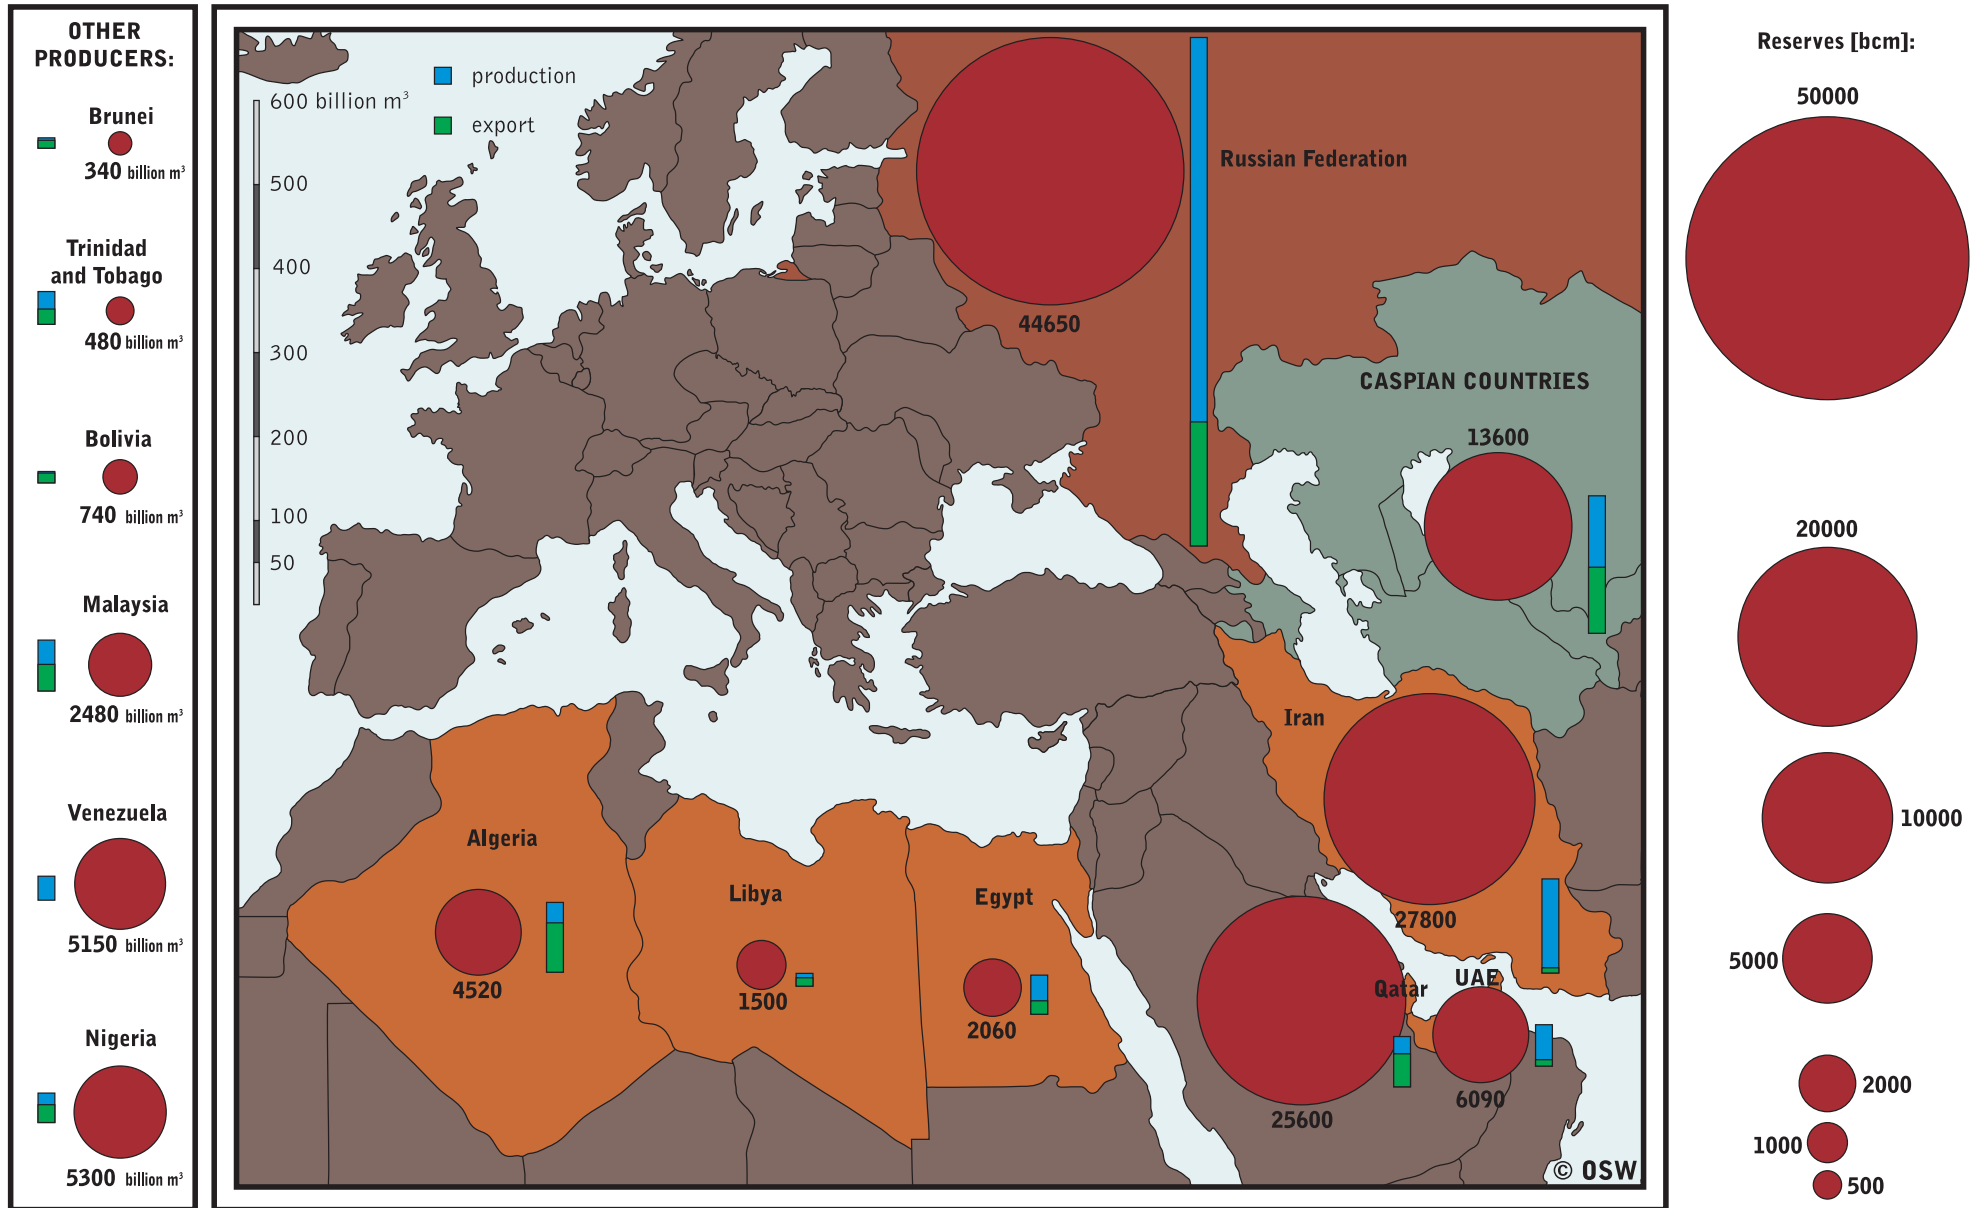 OTHER
PRODUCERS:
Brunei
340 billion m³
Trinidad
and Tobago
480 billion m³
Bolivia
740 billion m³
Malaysia
2480 billion m³
Venezuela
5150 billion m³
Nigeria
5300 billion m³
production
export
600 billion m³
500
400
300
200
100
50
Russian Federation
44650
CASPIAN COUNTRIES
13600
Iran
27800
Algeria
4520
Libya
1500
Egypt
2060
Qatar
25600
UAE
6090
© OSW
Reserves [bcm]:
50000
20000
10000
5000
2000
1000
500